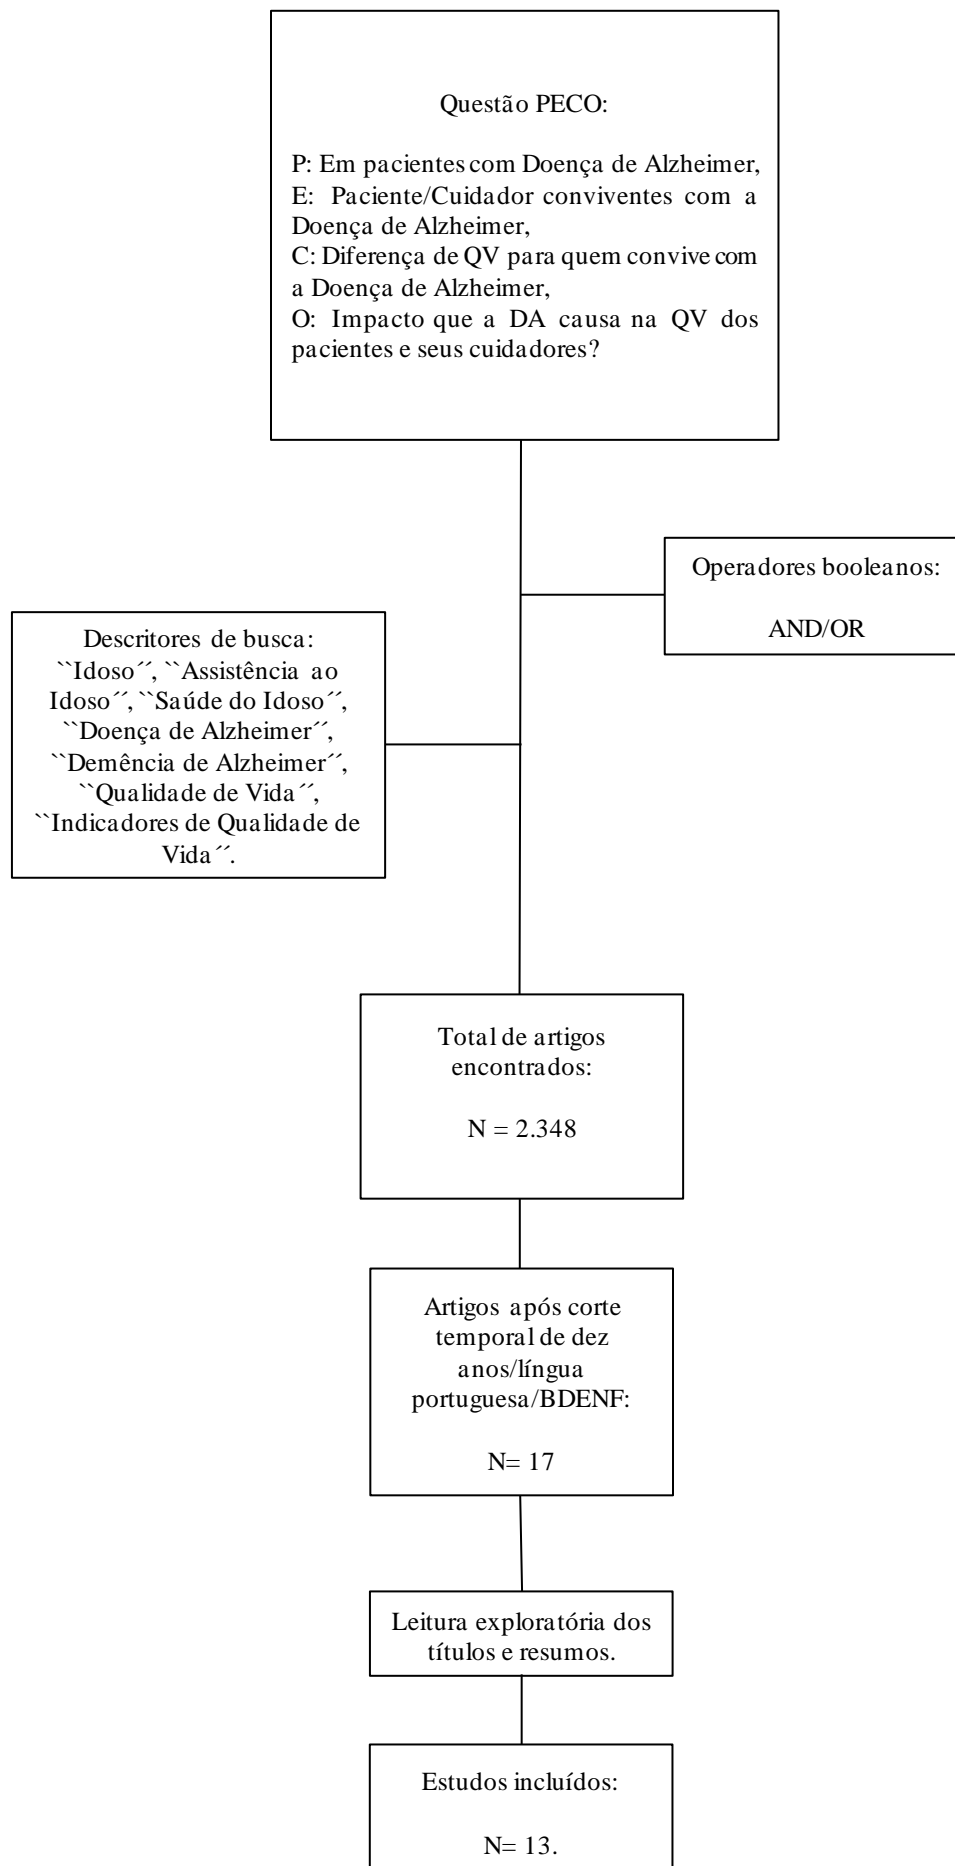 Questão PECO:
P: Em pacientes com Doença de Alzheimer,
E: Paciente/Cuidador conviventes com a
Doença de Alzheimer,
C: Diferença de QV para quem convive com
a Doença de Alzheimer,
O: Impacto que a DA causa na QV dos
pacientes e seus cuidadores?
Operadores booleanos:
AND/OR
Descritores de busca:
``Idoso´´, ``Assistência ao
Idoso´´, ``Saúde do Idoso´´,
``Doença de Alzheimer´´,
``Demência de Alzheimer´´,
``Qualidade de Vida´´,
``Indicadores de Qualidade de
Vida´´.
Total de artigos
encontrados:
N = 2.348
Artigos após corte
temporal de dez
anos/língua
portuguesa/BDENF:
N= 17
Leitura exploratória dos
títulos e resumos.
Estudos incluídos:
N= 13.